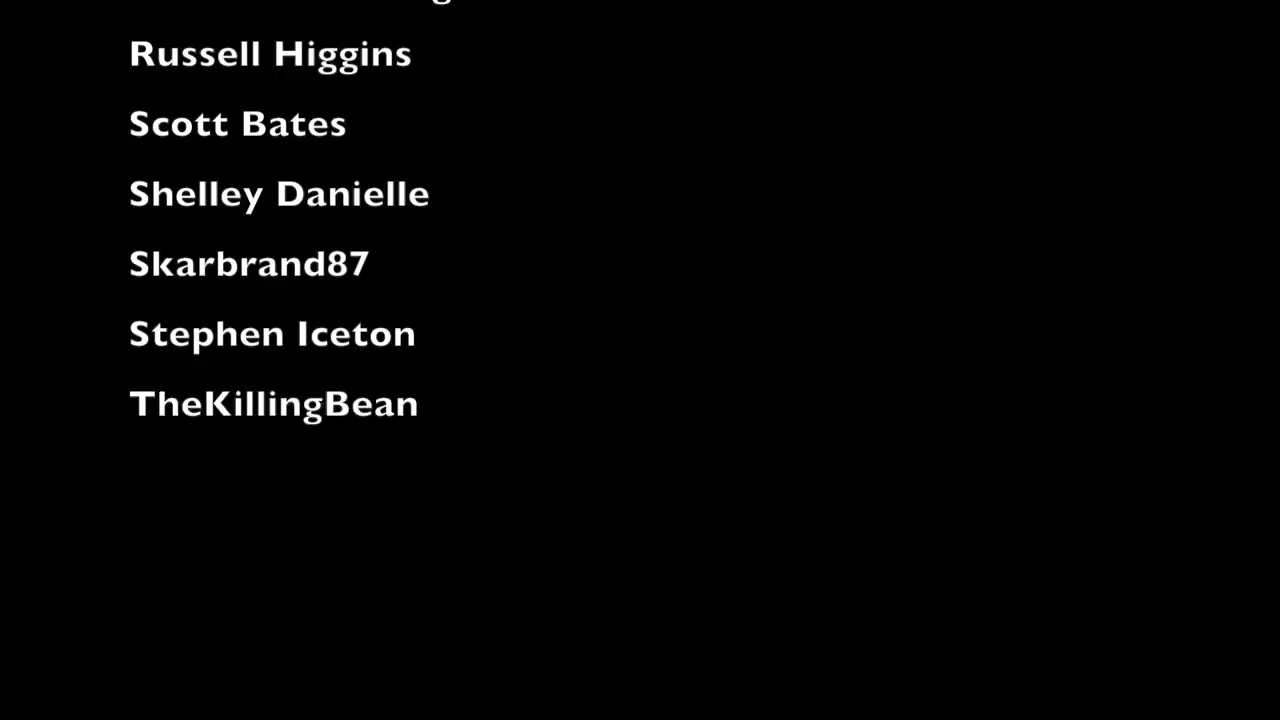 Russell Higgins
Scott Bates
Shelley Danielle
Skarbrand87
Stephen Iceton
TheKillingBean